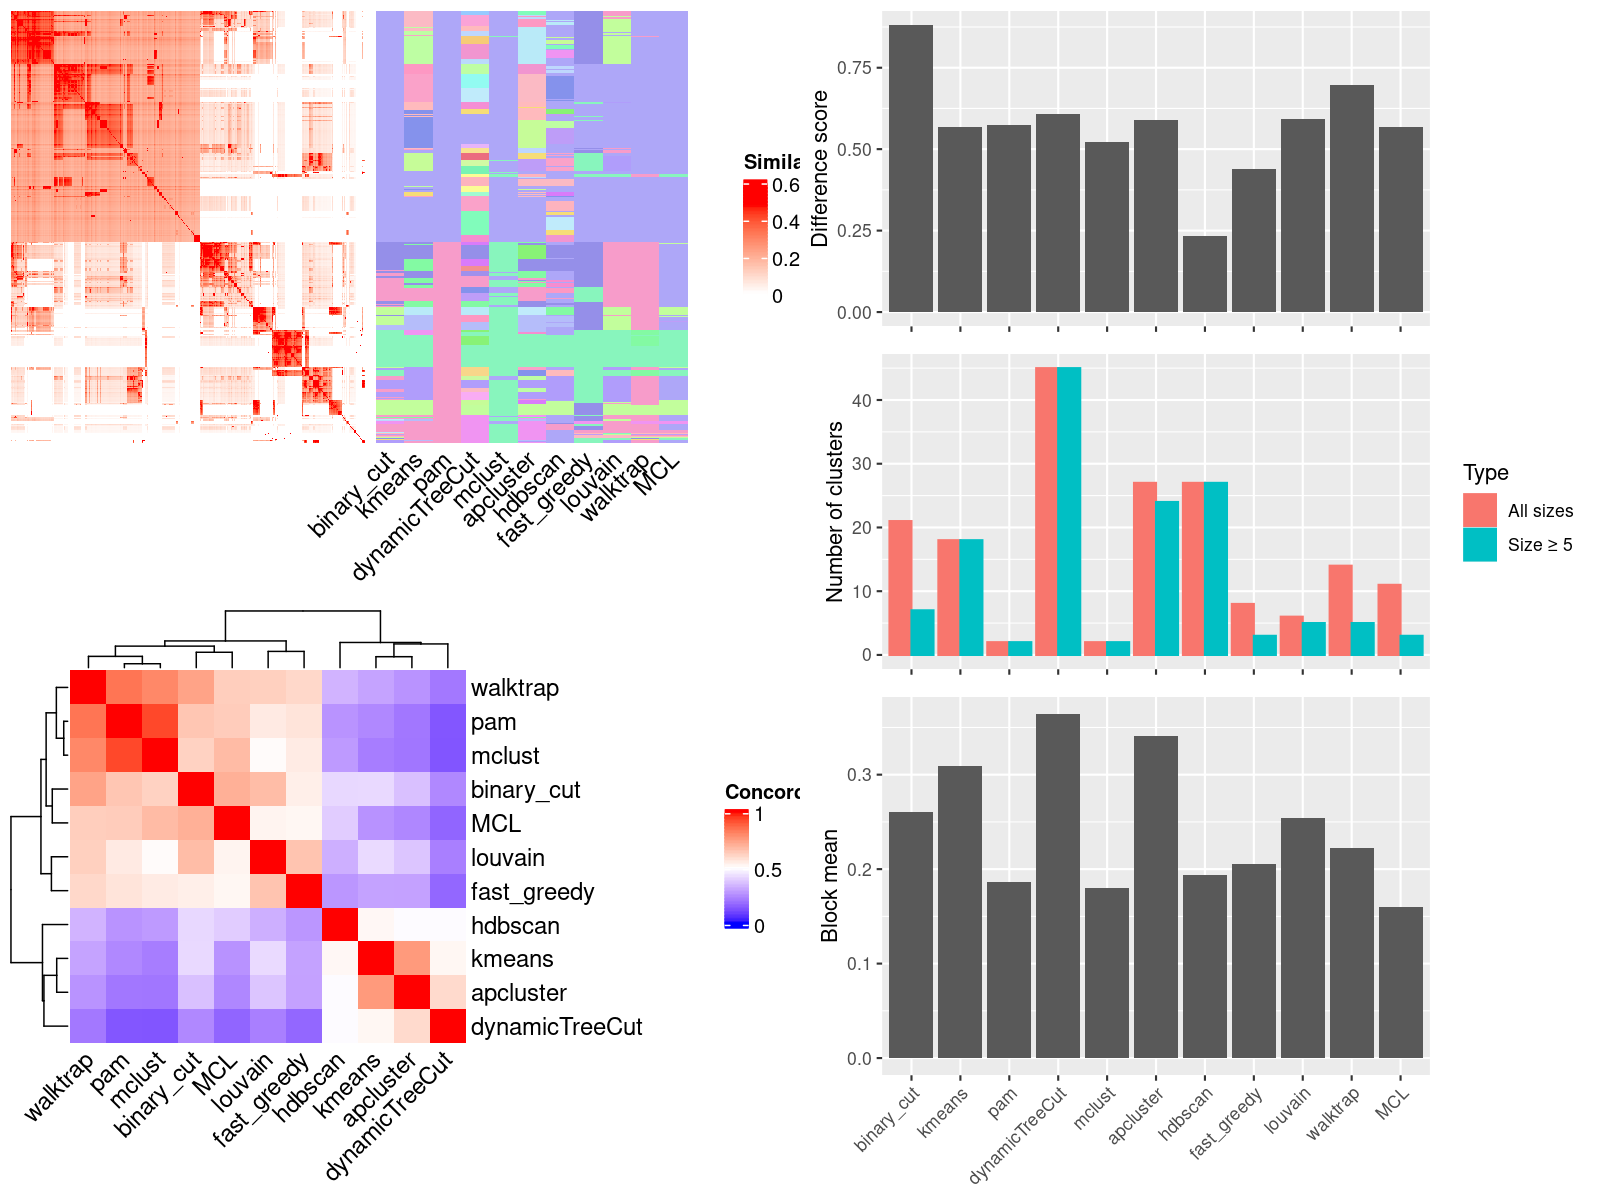 Simila
0.6
0.4
0.2
0
binary_cut
kmeans
pam
dynamicTreeCut
mclust
apcluster
hdbscan
fast_greedy
louvain
walktrap
MCL
Difference score
0.75
0.50
0.25
0.00
Number of clusters
40
30
20
10
0
Type
All sizes
Size ≥ 5
Block mean
0.3
0.2
0.1
0.0
binary_cut
kmeans
pam
dynamicTreeCut
mclust
apcluster
hdbscan
fast_greedy
louvain
walktrap
MCL
walktrap
pam
mclust
binary_cut
MCL
louvain
fast_greedy
hdbscan
kmeans
apcluster
dynamicTreeCut
walktrap
pam
mclust
binary_cut
MCL
louvain
fast_greedy
hdbscan
kmeans
apcluster
dynamicTreeCut
Concord
1
0.5
0